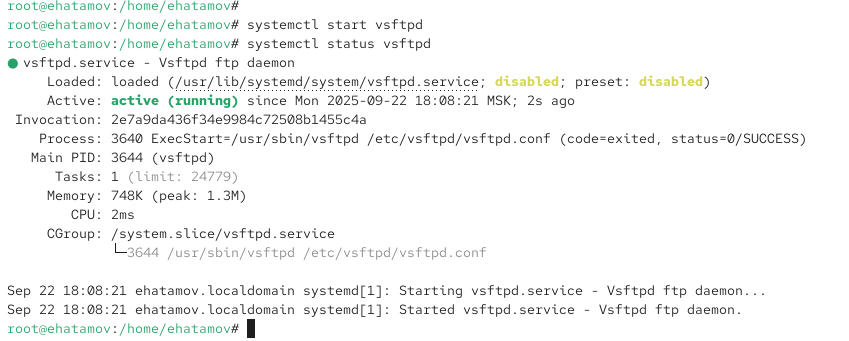 root@ehatamov:/home/ehatamov#
root@ehatamov:/home/ehatamov# systemctl start vsftpd
root@ehatamov:/home/ehatamov# systemctl status vsftpd
● vsftpd.service - Vsftpd ftp daemon
     Loaded: loaded (/usr/lib/systemd/system/vsftpd.service; disabled; preset: disabled)
     Active: active (running) since Mon 2025-09-22 18:08:21 MSK; 2s ago
 Invocation: 2e7a9da436f34e9984c72508b1455c4a
    Process: 3640 ExecStart=/usr/sbin/vsftpd /etc/vsftpd/vsftpd.conf (code=exited, status=0/SUCCESS)
   Main PID: 3644 (vsftpd)
      Tasks: 1 (limit: 24779)
     Memory: 748K (peak: 1.3M)
        CPU: 2ms
     CGroup: /system.slice/vsftpd.service
             └─3644 /usr/sbin/vsftpd /etc/vsftpd/vsftpd.conf

Sep 22 18:08:21 ehatamov.localdomain systemd[1]: Starting vsftpd.service - Vsftpd ftp daemon...
Sep 22 18:08:21 ehatamov.localdomain systemd[1]: Started vsftpd.service - Vsftpd ftp daemon.
root@ehatamov:/home/ehatamov#